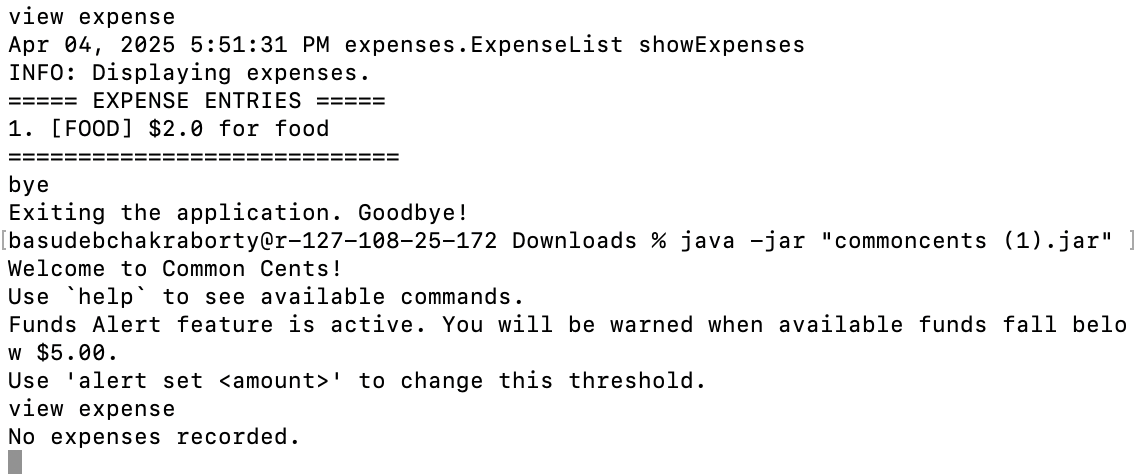 view expense
Apr 04, 2025 5:51:31 PM expenses.ExpenseList showExpenses
INFO: Displaying expenses.
===== EXPENSE ENTRIES =====
1. [FOOD] $2.0 for food
============================
bye
Exiting the application. Goodbye!
[basudebchakraborty@r-127-108-25-172 Downloads % java -jar "commoncents (1).jar" ]
Welcome to Common Cents!
Use `help` to see available commands.
Funds Alert feature is active. You will be warned when available funds fall belo
w $5.00.
Use 'alert set <amount>' to change this threshold.
view expense
No expenses recorded.